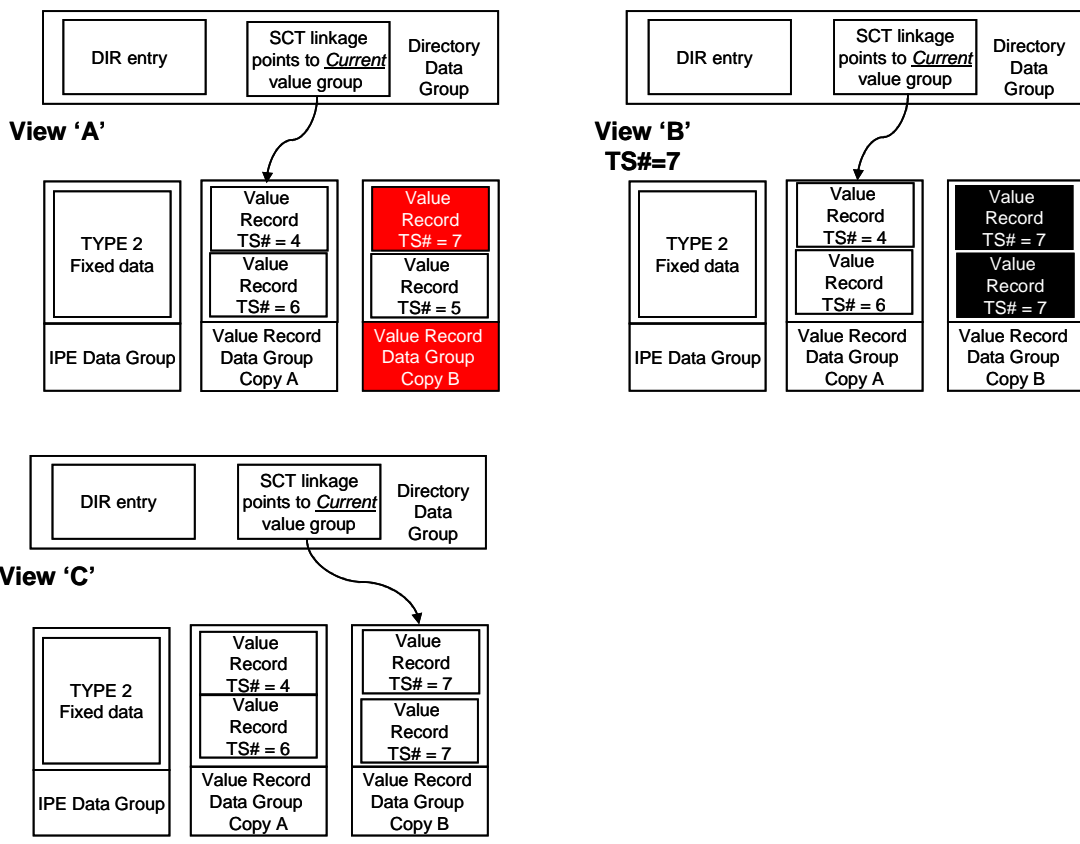 DIR entry
SCT linkage
points to Current
value group
Directory
Data
Group
View ‘A’
TYPE 2
Fixed data
IPE Data Group
Value
Record
TS# = 4
Value
Record
TS# = 6
Value Record
Data Group
Copy A
Value
Record
TS# = 7
Value
Record
TS# = 5
Value Record
Data Group
Copy B
DIR entry
SCT linkage
points to Current
value group
Directory
Data
Group
View ‘B’
TS#=7
TYPE 2
Fixed data
IPE Data Group
Value
Record
TS# = 4
Value
Record
TS# = 6
Value Record
Data Group
Copy A
Value
Record
TS# = 7
Value
Record
TS# = 7
Value Record
Data Group
Copy B
DIR entry
SCT linkage
points to Current
value group
Directory
Data
Group
View ‘C’
TYPE 2
Fixed data
IPE Data Group
Value
Record
TS# = 4
Value
Record
TS# = 6
Value Record
Data Group
Copy A
Value
Record
TS# = 7
Value
Record
TS# = 7
Value Record
Data Group
Copy B